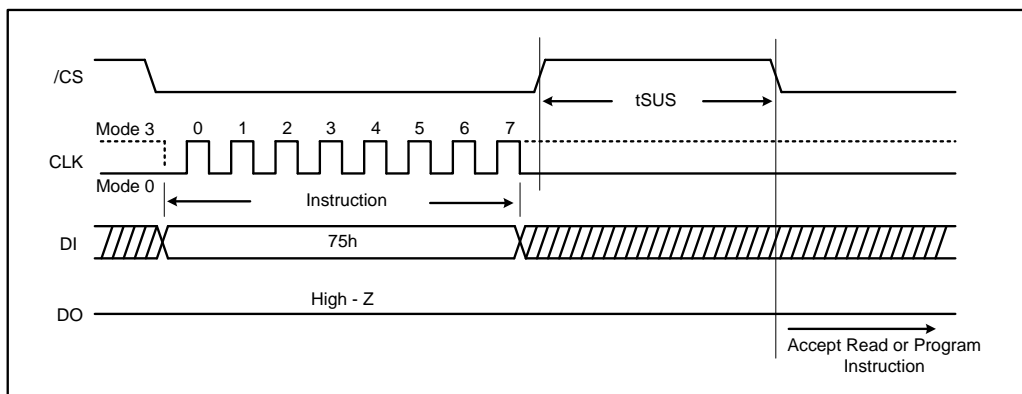 /CS
tSUS
Mode 3
0 1 2 3 4 5 6 7
CLK
Mode 0
Instruction
DI
75h
High - Z
DO
Accept Read or Program
Instruction